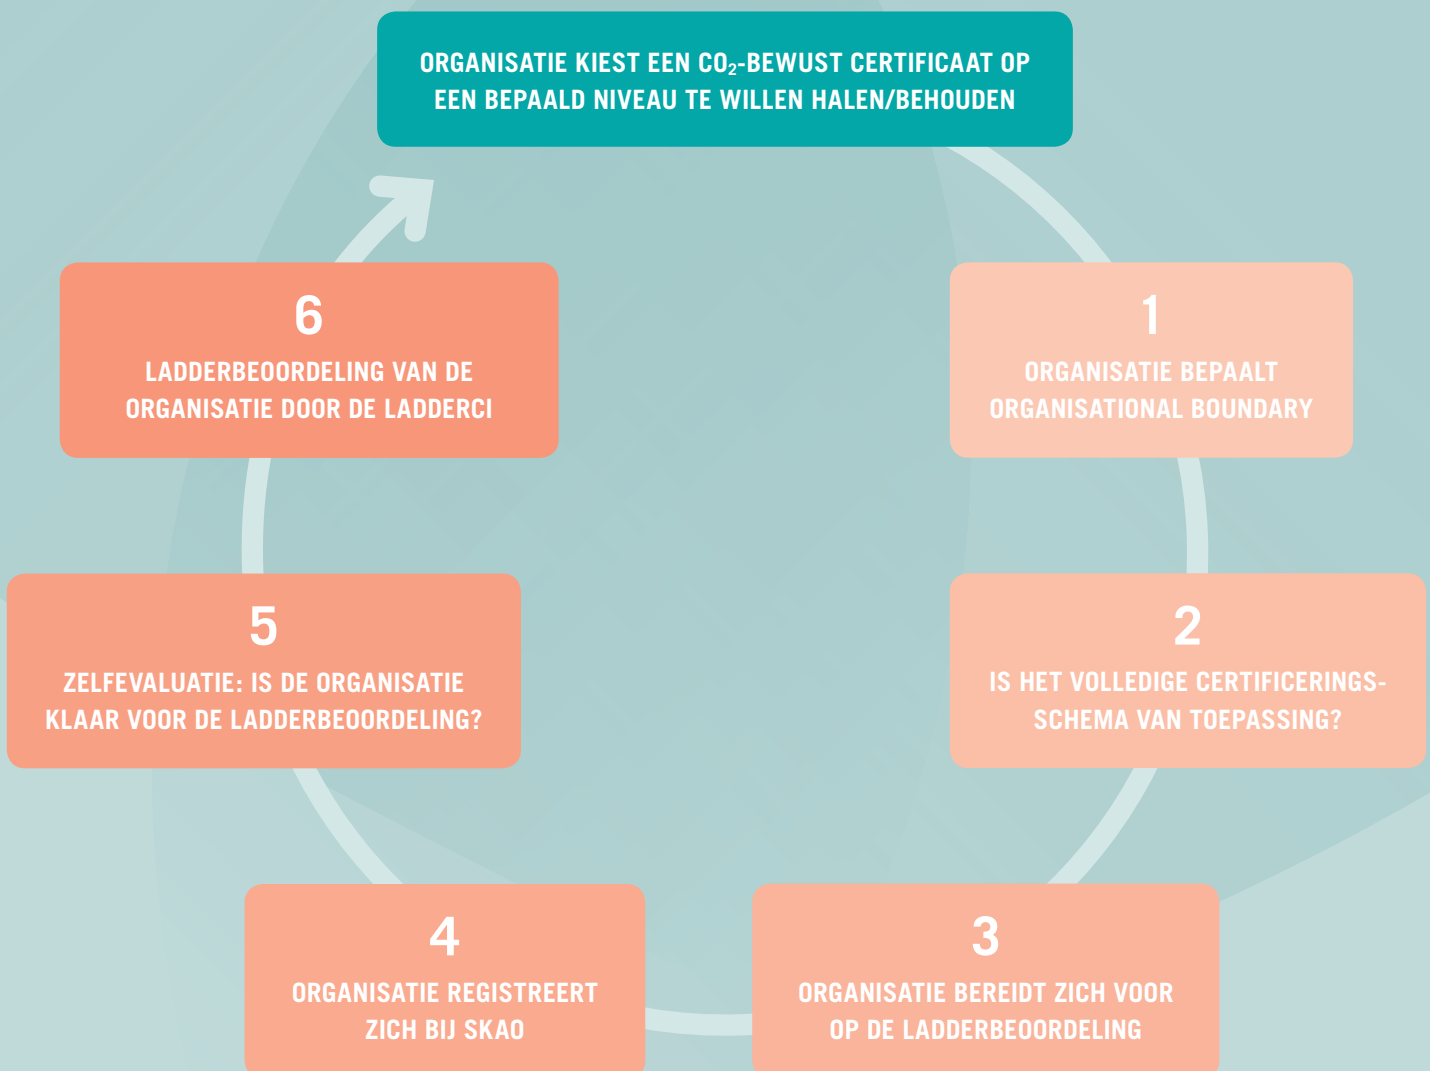 ORGANISATIE KIEST EEN CO₂-BEWUST CERTIFICAAT OP
EEN BEPAALD NIVEAU TE WILLEN HALEN/BEHOUDEN
1
ORGANISATIE BEPAALT
ORGANISATIONAL BOUNDARY
2
IS HET VOLLEDIGE CERTIFICERINGS-
SCHEMA VAN TOEPASSING?
3
ORGANISATIE BEREIDT ZICH VOOR
OP DE LADDERBEOORDELING
4
ORGANISATIE REGISTREERT
ZICH BIJ SKAO
5
ZELFEVALUATIE: IS DE ORGANISATIE
KLAAR VOOR DE LADDERBEOORDELING?
6
LADDERBEOORDELING VAN DE
ORGANISATIE DOOR DE LADDERCI